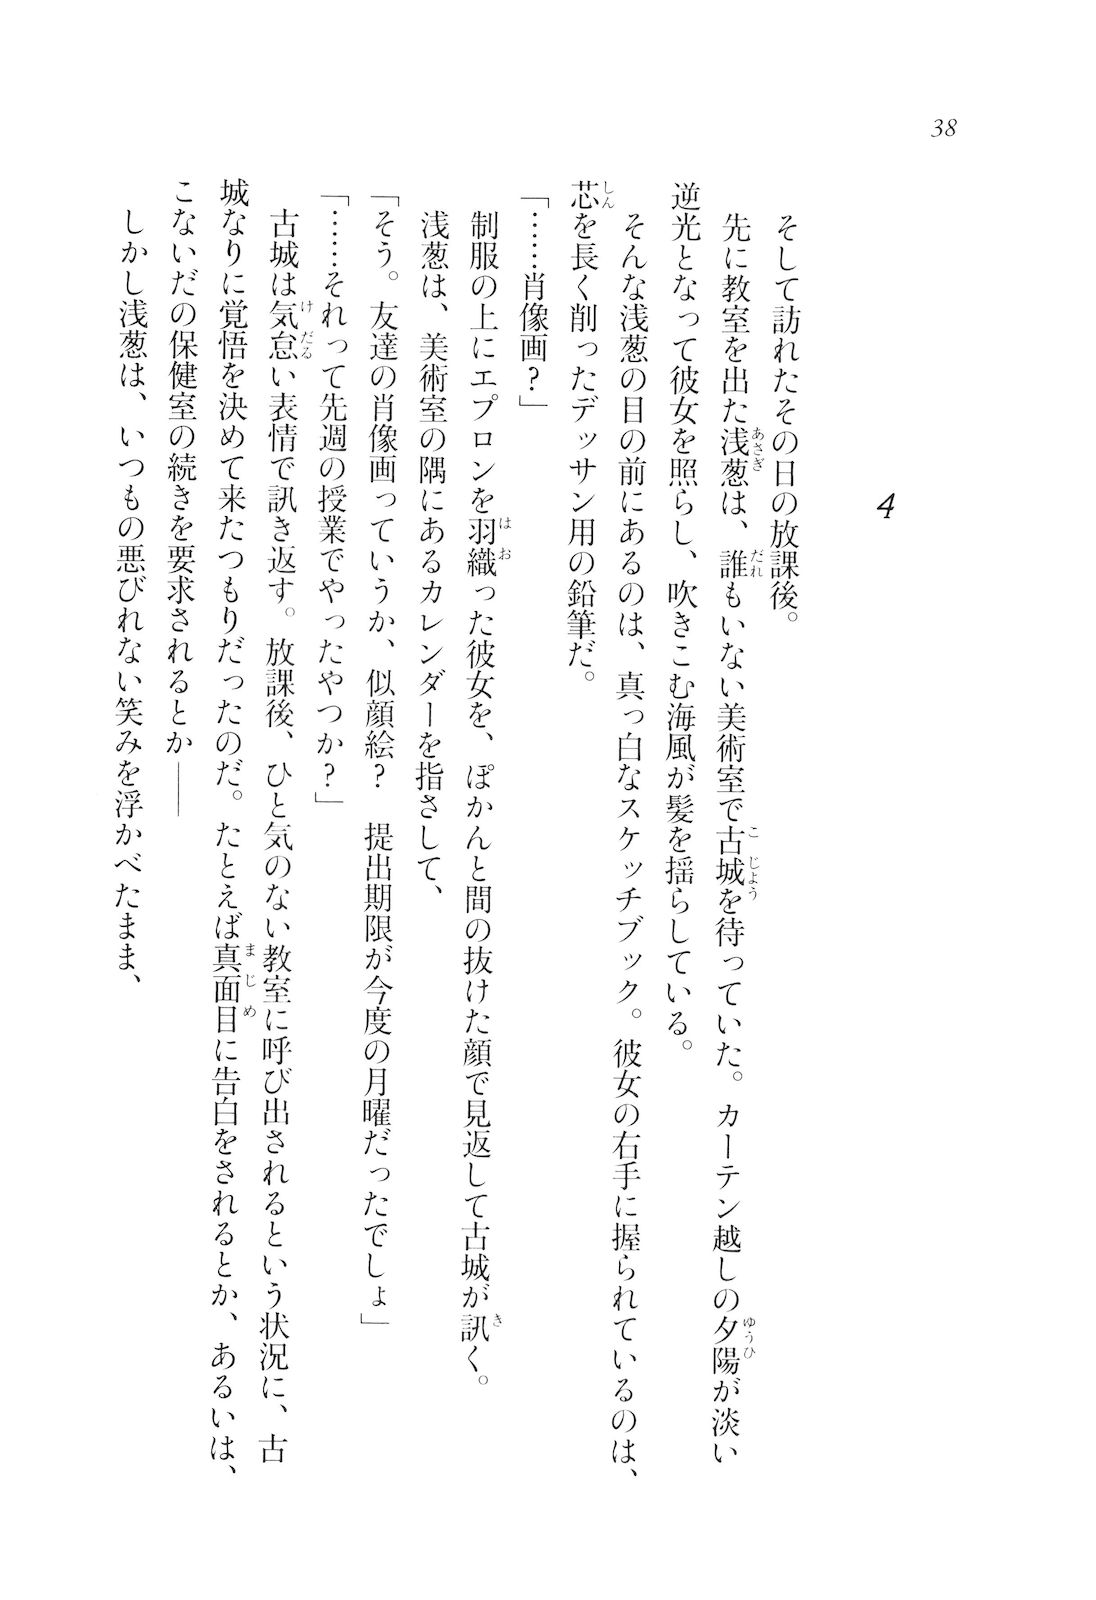 38
4
そして訪れたその日の放課後。
先に教室を出た浅葱は、誰もいない美術室で古城を待っていた。カーテン越しの夕陽が淡い
逆光となって彼女を照らし、吹きこむ海風が髪を揺らしている。
そんな浅葱の目の前にあるのは、真っ白なスケッチブック。彼女の右手に握られているのは、
芯を長く削ったデッサン用の鉛筆だ。
「……肖像画？」
制服の上にエプロンを羽織った彼女を、ぽかんと間の抜けた顔で見返して古城が訊く。
浅葱は、美術室の隅にあるカレンダーを指さして、
「そう。友達の肖像画っていうか、似顔絵？　提出期限が今度の月曜だったでしょ」
「……それって先週の授業でやったやつか？」
古城は気怠い表情で訊き返す。放課後、ひと気のない教室に呼び出されるという状況に、古
城なりに覚悟を決めて来たつもりだったのだ。たとえば真面目に告白をされるとか、あるいは、
こないだの保健室の続きを要求されるとか──
しかし浅葱は、いつもの悪びれない笑みを浮かべたまま、